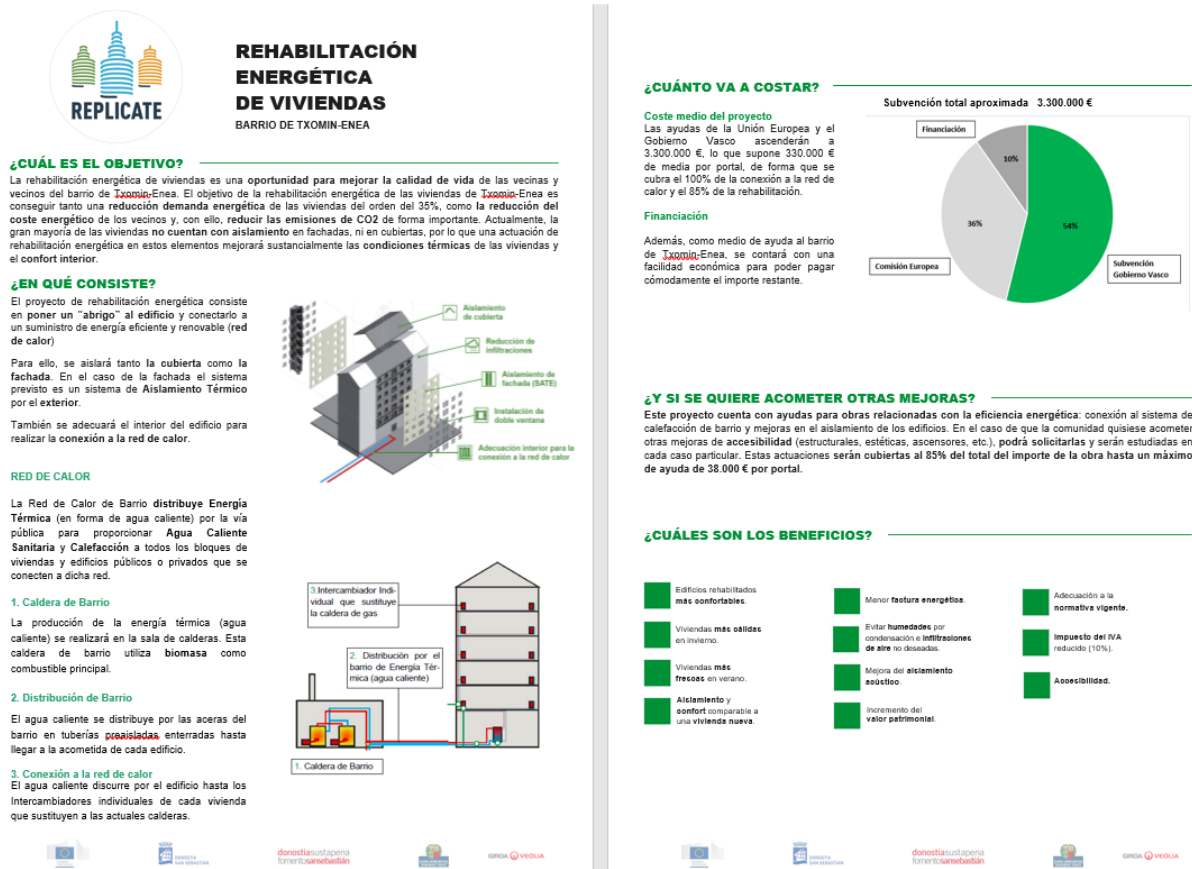 REPLICATE
REHABILITACIÓN
ENERGÉTICA
DE VIVIENDAS
BARRIO DE TXOMIN-ENEA
¿CUÁL ES EL OBJETIVO?
La rehabilitación energética de viviendas es una oportunidad para mejorar la calidad de vida de las vecinas y
vecinos del barrio de Txomin-Enea. El objetivo de la rehabilitación energética de las viviendas de Txomin-Enea es
conseguir tanto una reducción demanda energética de las viviendas del orden del 35%, como la reducción del
coste energético de los vecinos y, con ello, reducir las emisiones de CO2 de forma importante. Actualmente, la
gran mayoría de las viviendas no cuentan con aislamiento en fachadas, ni en cubiertas, por lo que una actuación de
rehabilitación energética en estos elementos mejorará sustancialmente las condiciones térmicas de las viviendas y
el confort interior.
¿EN QUÉ CONSISTE?
El proyecto de rehabilitación energética consiste
en poner un "abrigo" al edificio y conectarlo a
un suministro de energía eficiente y renovable (red
de calor)
Para ello, se aislará tanto la cubierta como la
fachada. En el caso de la fachada el sistema
previsto es un sistema de Aislamiento Térmico
por el exterior.
También se adecuará el interior del edificio para
realizar la conexión a la red de calor.
Aislamiento
de cubierta
Reducción de
infiltraciones
Aislamiento de
fachada (SATE)
Instalación de
doble ventana
Adecuación interior para la
conexión a la red de calor
RED DE CALOR
La Red de Calor de Barrio distribuye Energía
Térmica (en forma de agua caliente) por la vía
pública para proporcionar Agua Caliente
Sanitaria y Calefacción a todos los bloques de
viviendas y edificios públicos o privados que se
conecten a dicha red.
1. Caldera de Barrio
La producción de la energía térmica (agua
caliente) se realizará en la sala de calderas. Esta
caldera de barrio utiliza biomasa como
combustible principal.
2. Distribución de Barrio
El agua caliente se distribuye por las aceras del
barrio en tuberías preaisladas enterradas hasta
llegar a la acometida de cada edificio.
3. Conexión a la red de calor
El agua caliente discurre por el edificio hasta los
Intercambiadores individuales de cada vivienda
que sustituyen a las actuales calderas.
3.Intercambiador Indi-
vidual que sustituye
la caldera de gas
2. Distribución por el
barrio de Energía Tér-
mica (agua caliente)
1. Caldera de Barrio
DONOSTIA
SAN SEBASTIÁN
donostiasustapena
fomentosansebastián
GIROA VEOLIA
¿CUÁNTO VA A COSTAR?
Coste medio del proyecto
Las ayudas de la Unión Europea y el
Gobierno Vasco ascenderán a
3.300.000 €, lo que supone 330.000 €
de media por portal, de forma que se
cubra el 100% de la conexión a la red de
calor y el 85% de la rehabilitación.
Financiación
Además, como medio de ayuda al barrio
de Txomin-Enea, se contará con una
facilidad económica para poder pagar
cómodamente el importe restante.
Subvención total aproximada 3.300.000 €
Financiación
10%
36%
54%
Comisión Europea
Subvención
Gobierno Vasco
¿Y SI SE QUIERE ACOMETER OTRAS MEJORAS?
Este proyecto cuenta con ayudas para obras relacionadas con la eficiencia energética: conexión al sistema de
calefacción de barrio y mejoras en el aislamiento de los edificios. En el caso de que la comunidad quisiese acometer
otras mejoras de accesibilidad (estructurales, estéticas, ascensores, etc.), podrá solicitarlas y serán estudiadas en
cada caso particular. Estas actuaciones serán cubiertas al 85% del total del importe de la obra hasta un máximo
de ayuda de 38.000 € por portal.
¿CUÁLES SON LOS BENEFICIOS?
Edificios rehabilitados
más confortables.
Viviendas más cálidas
en invierno.
Viviendas más
frescas en verano.
Aislamiento y
confort comparable a
una vivienda nueva.
Menor factura energética.
Evitar humedades por
condensación e infiltraciones
de aire no deseadas.
Mejora del aislamiento
acústico.
Incremento del
valor patrimonial.
Adecuación a la
normativa vigente.
Impuesto del IVA
reducido (10%).
Accesibilidad.
DONOSTIA
SAN SEBASTIÁN
donostiasustapena
fomentosansebastián
GIROA VEOLIA